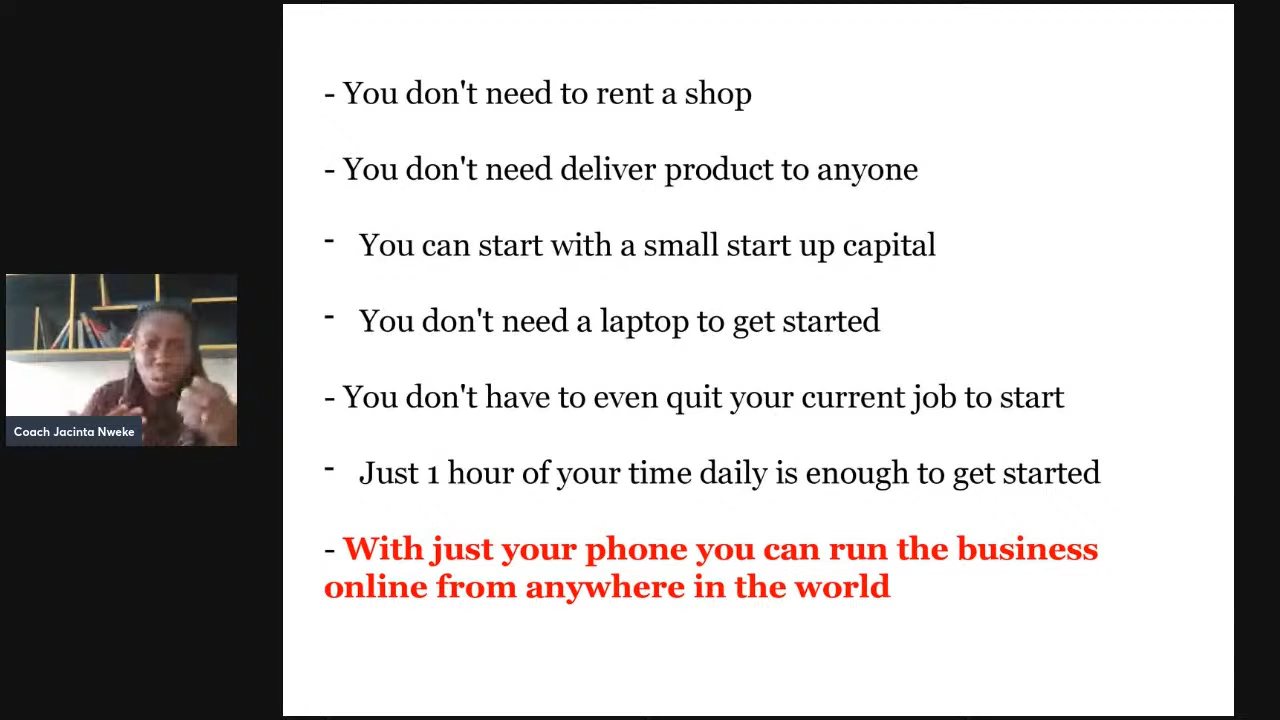 - You don't need to rent a shop
- You don't need deliver product to anyone
- You can start with a small start up capital
- You don't need a laptop to get started
- You don't have to even quit your current job to start
- Just 1 hour of your time daily is enough to get started
- With just your phone you can run the business
online from anywhere in the world
Coach Jacinta Nweke